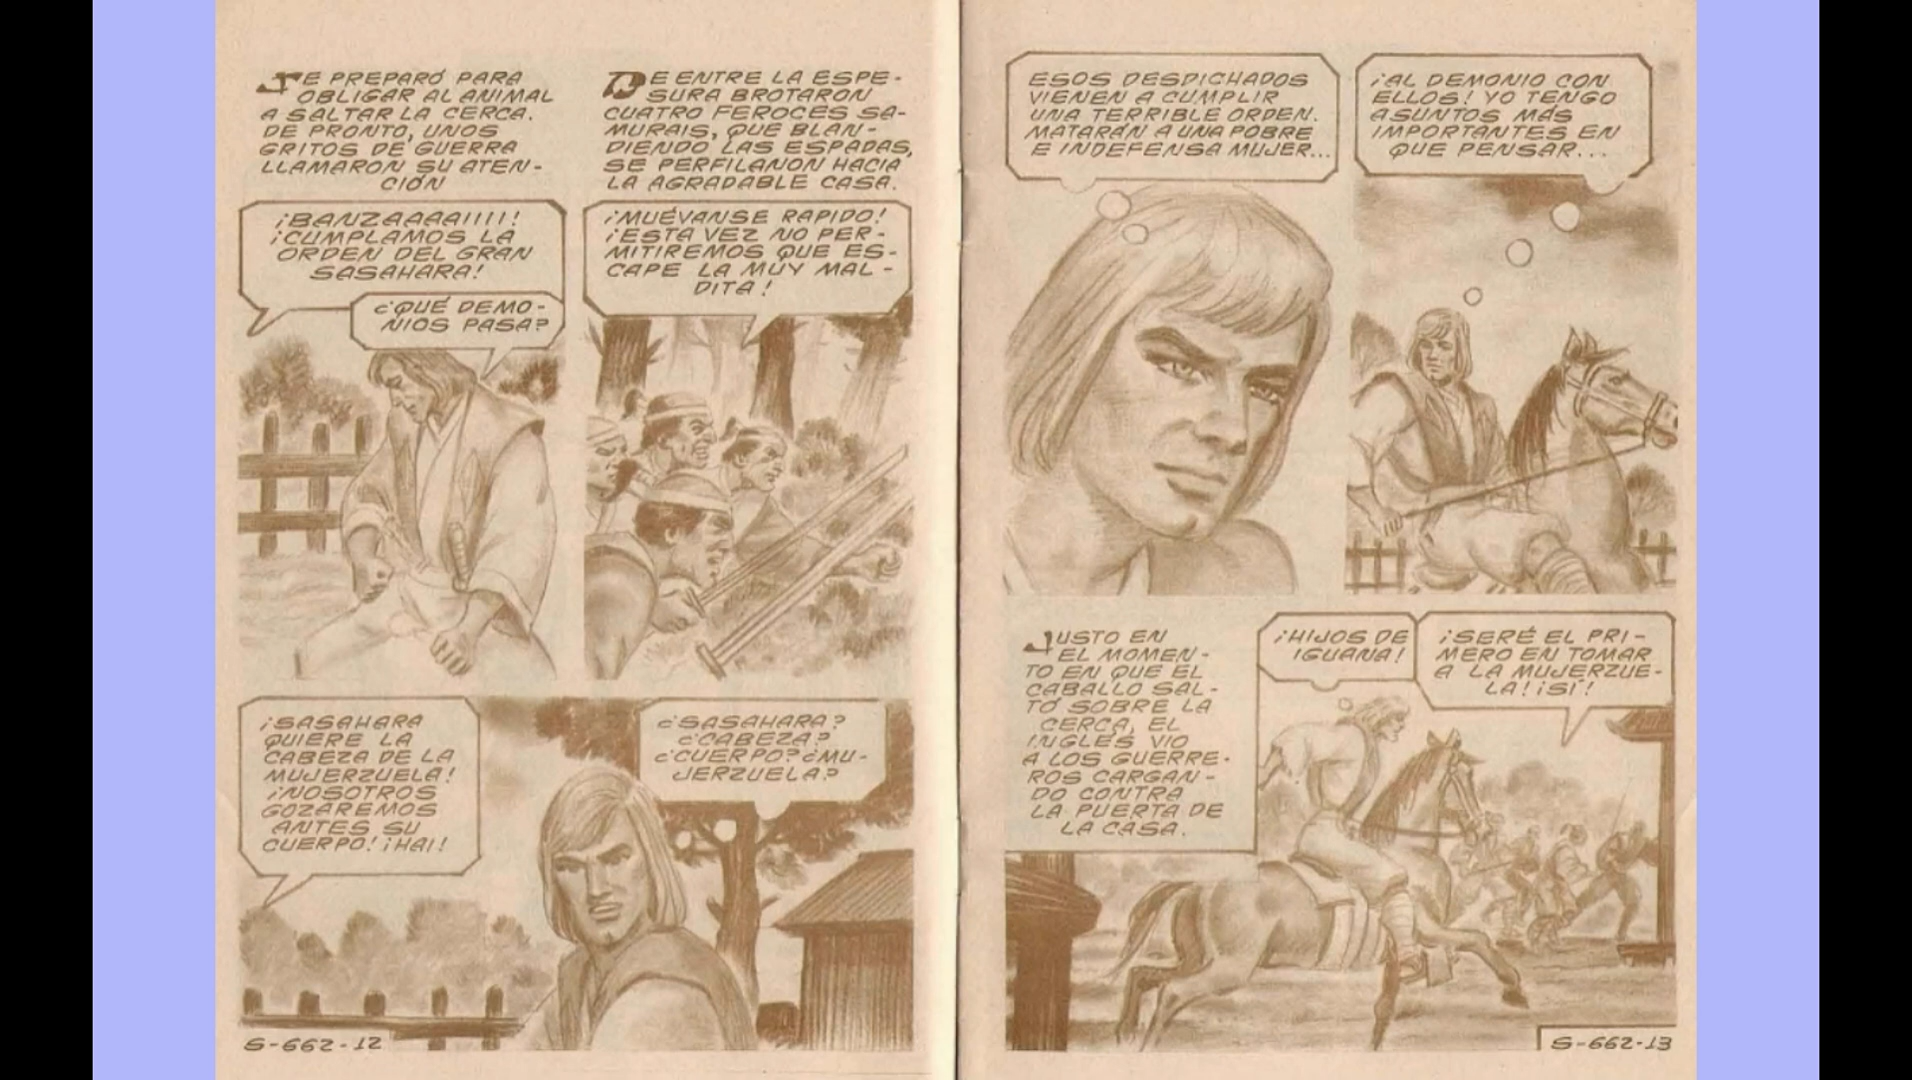 SE PREPARÓ PARA
OBLIGAR AL ANIMAL
A SALTAR LA CERCA.
DE PRONTO, UNOS
GRITOS DE GUERRA
LLAMARON SU ATEN-
CIÓN
¡BANZAAAAIIII!
¡CUMPLAMOS LA
ORDEN DEL GRAN
SASAHARA!
¿QUÉ DEMO-
NIOS PASA?
DE ENTRE LA ESPE-
SURA BROTARON
CUATRO FEROCES SA-
MURAIS, QUE BLAN-
DIENDO LAS ESPADAS,
SE PERFILANON HACIA
LA AGRADABLE CASA.
¡MUÉVANSE RAPIDO!
¡ESTA VEZ NO PER-
MITIREMOS QUE ES-
CAPE LA MUY MAL-
DITA!
¡SASAHARA
QUIERE LA
CABEZA DE LA
MUJERZUELA!
¡NOSOTROS
GOZAREMOS
ANTES SU
CUERPO! ¡HAI!
¿SASAHARA?
¿CABEZA?
¿CUERPO? ¿MU-
JERZUELA?
S-662-12
ESOS DESDICHADOS
VIENEN A CUMPLIR
UNA TERRIBLE ORDEN.
MATARÁN A UNA POBRE
E INDEFENSA MUJER...
¡AL DEMONIO CON
ELLOS! YO TENGO
ASUNTOS MÁS
IMPORTANTES EN
QUE PENSAR...
JUSTO EN
EL MOMEN-
TO EN QUE EL
CABALLO SAL-
TÓ SOBRE LA
CERCA, EL
INGLÉS VIO
A LOS GUERRE-
ROS CARGAN-
DO CONTRA
LA PUERTA DE
LA CASA.
¡HIJOS DE
IGUANA!
¡SERÉ EL PRI-
MERO EN TOMAR
A LA MUJERZUE-
LA! ¡SÍ!
S-662-13